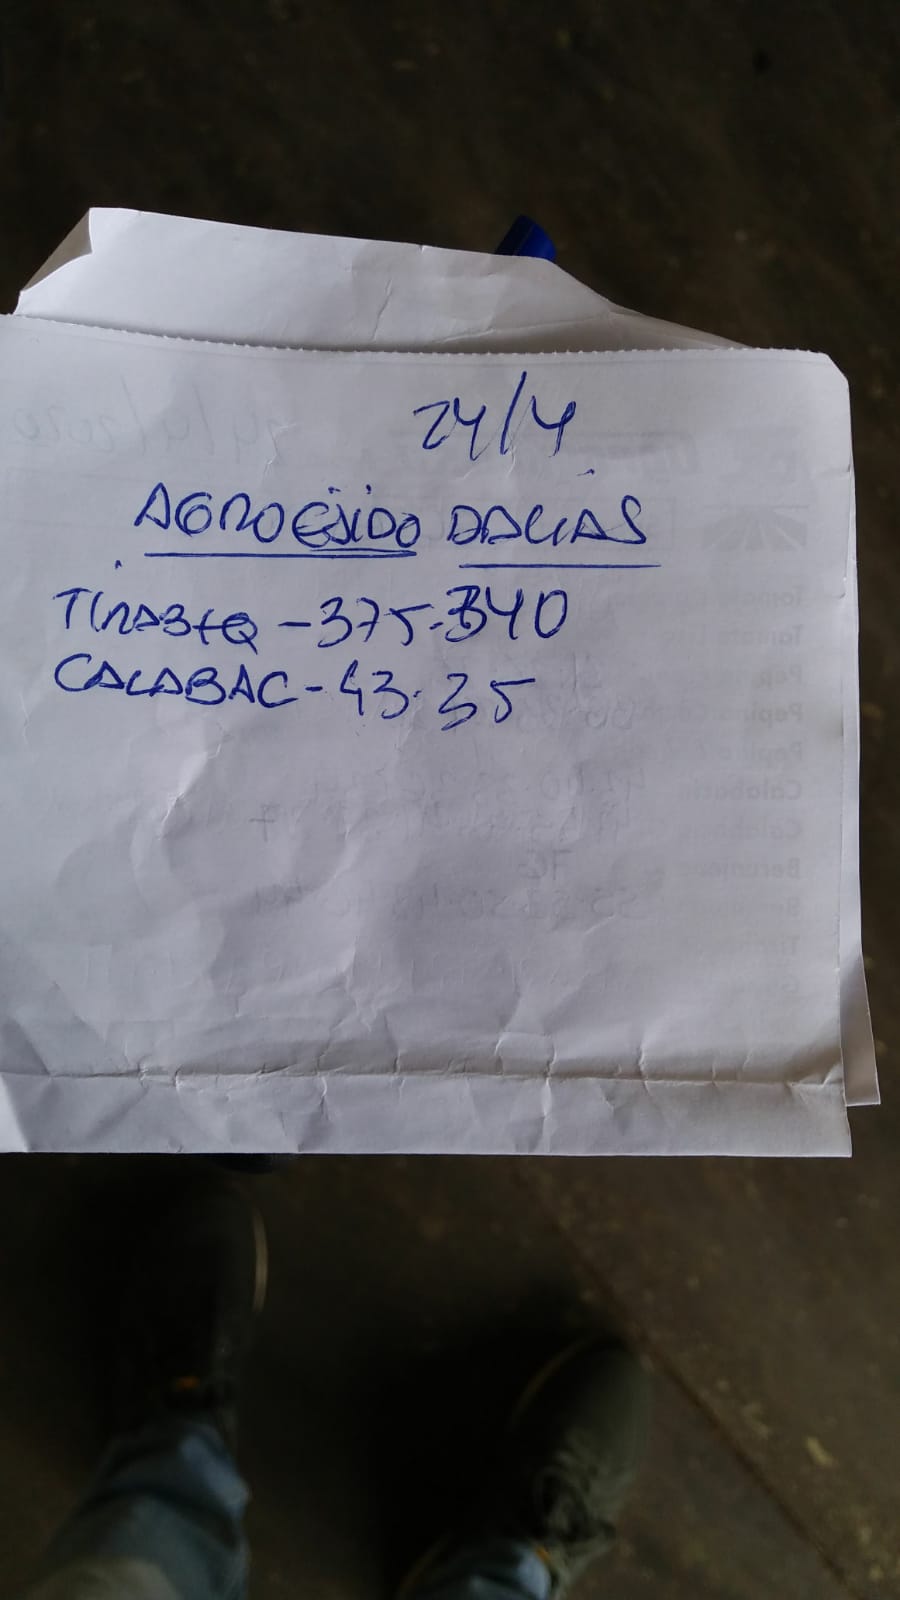 24/4
AGROEJIDO DALIAS
TIRABEQ - 375-340
CALABAC - 43-35